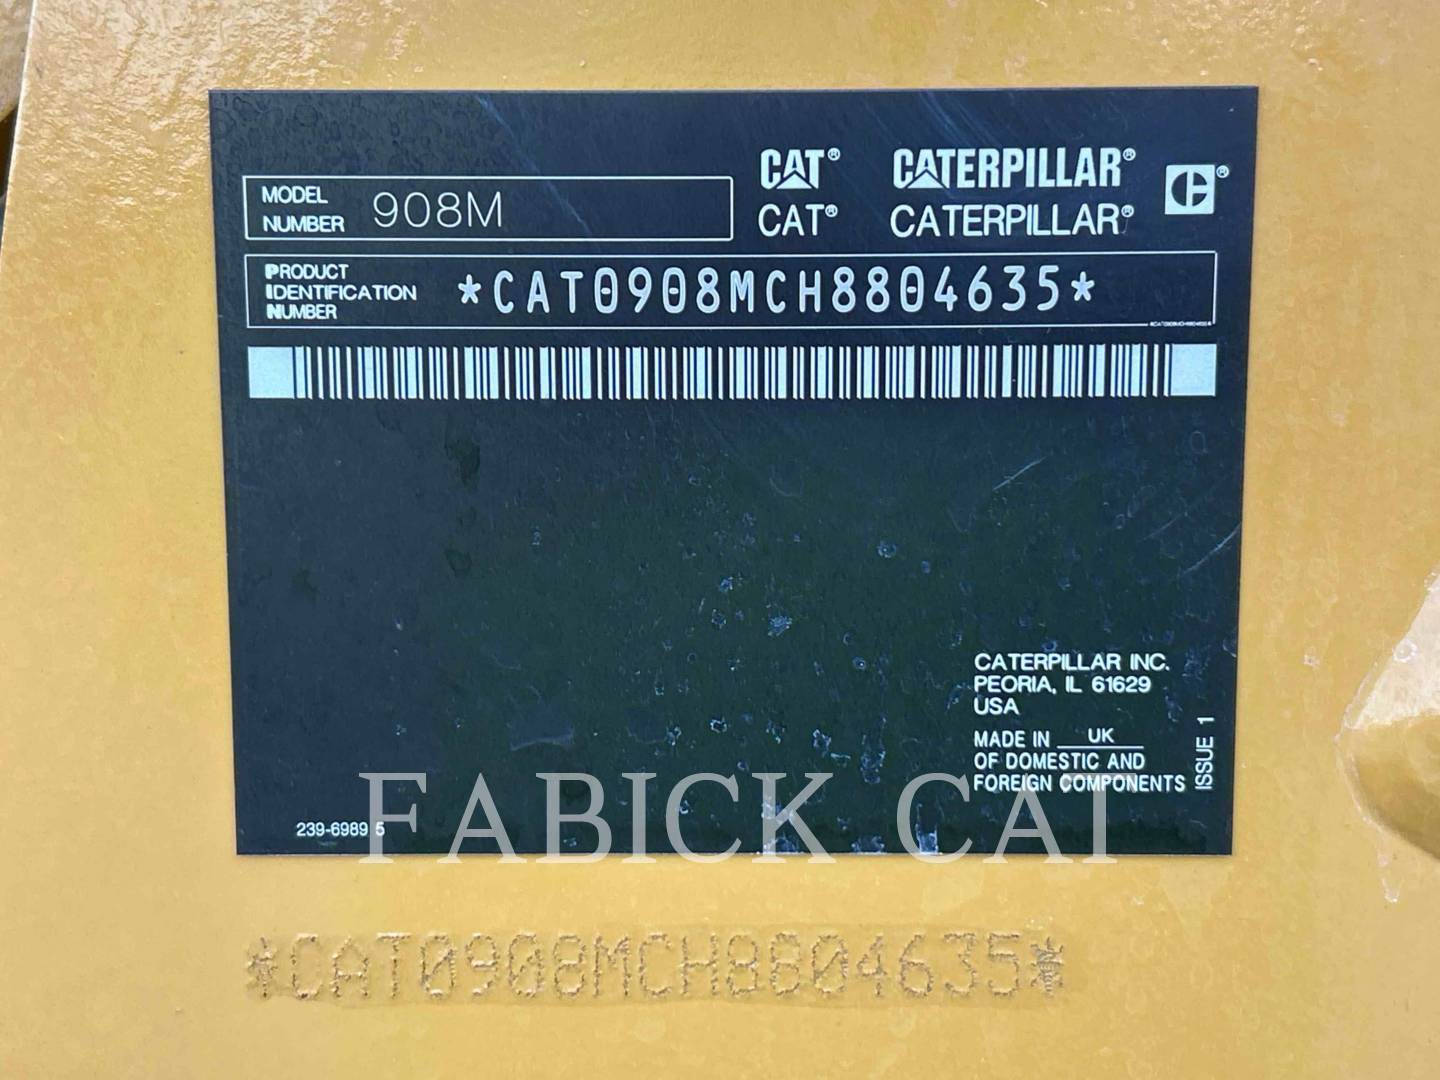 MODEL
NUMBER 908M
CAT® CATERPILLAR®
CAT® CATERPILLAR®
PRODUCT
IDENTIFICATION
NUMBER
*CAT0908MCH8804635*
*CAT0908MCH8804635*
CATERPILLAR INC.
PEORIA, IL 61629
USA
MADE IN UK
OF DOMESTIC AND
FOREIGN COMPONENTS
ISSUE 1
239-6989 5
FABICK CAT
*CAT0908MCH8804635*